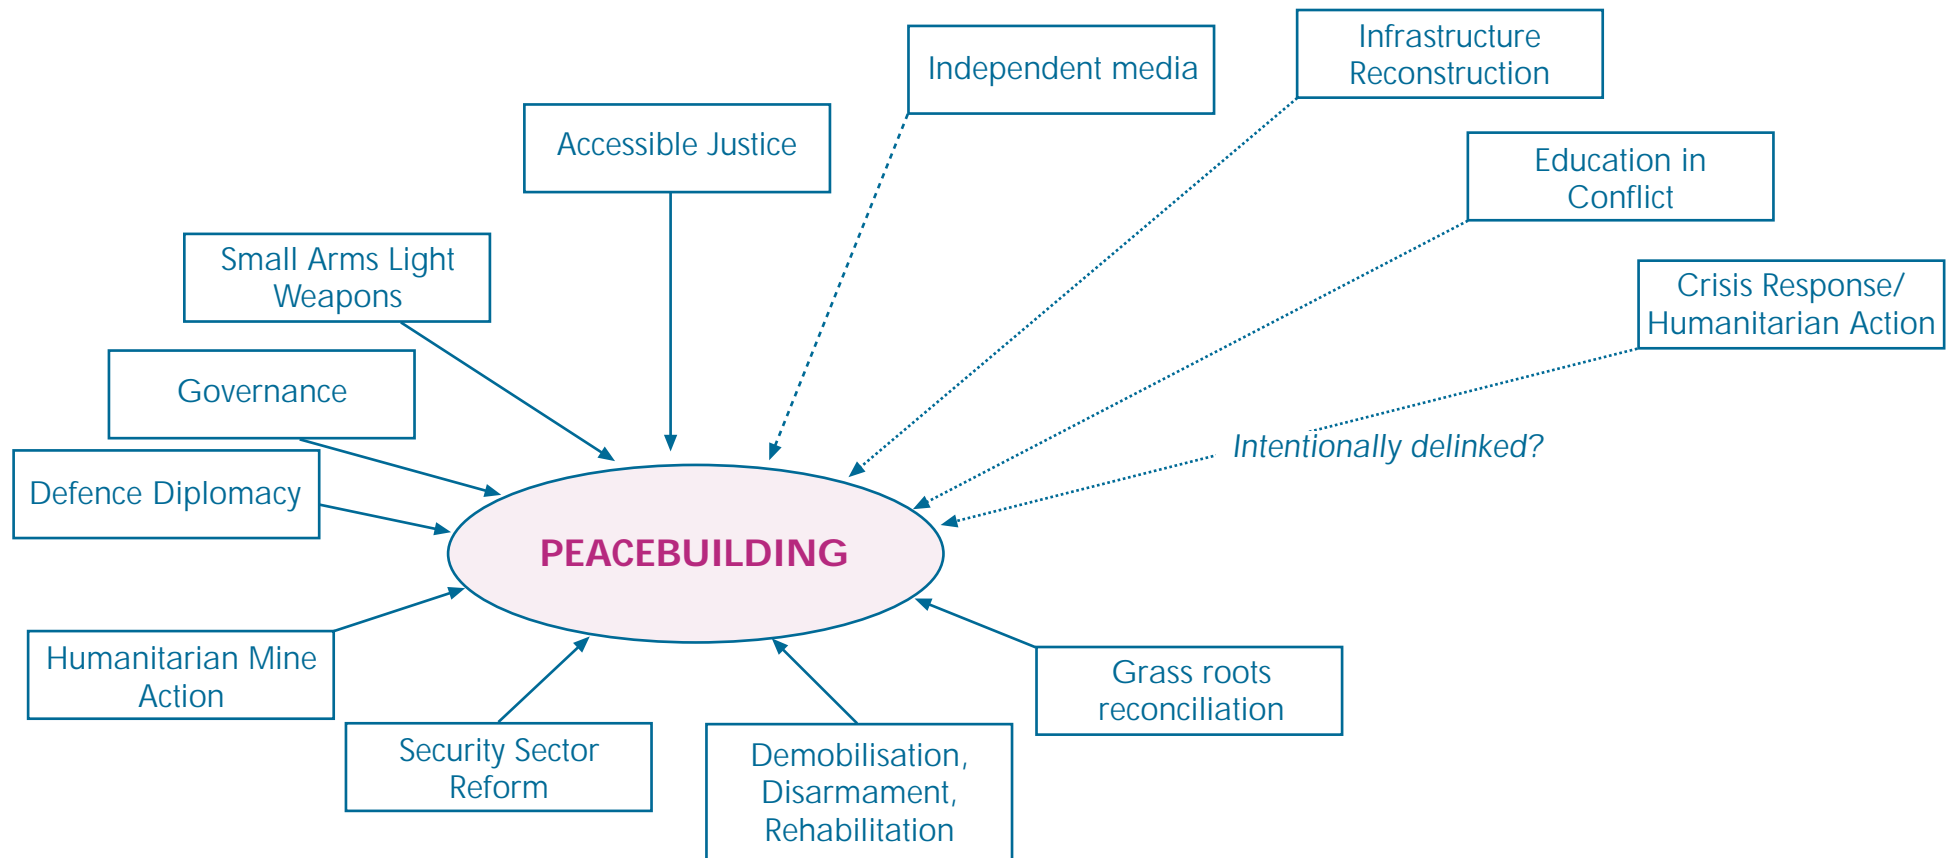 Infrastructure
Reconstruction
Independent media
Accessible Justice
Education in
Conflict
Small Arms Light
Weapons
Crisis Response/
Humanitarian Action
Governance
Intentionally delinked?
Defence Diplomacy
PEACEBUILDING
Humanitarian Mine
Action
Grass roots
reconciliation
Security Sector
Reform
Demobilisation,
Disarmament,
Rehabilitation